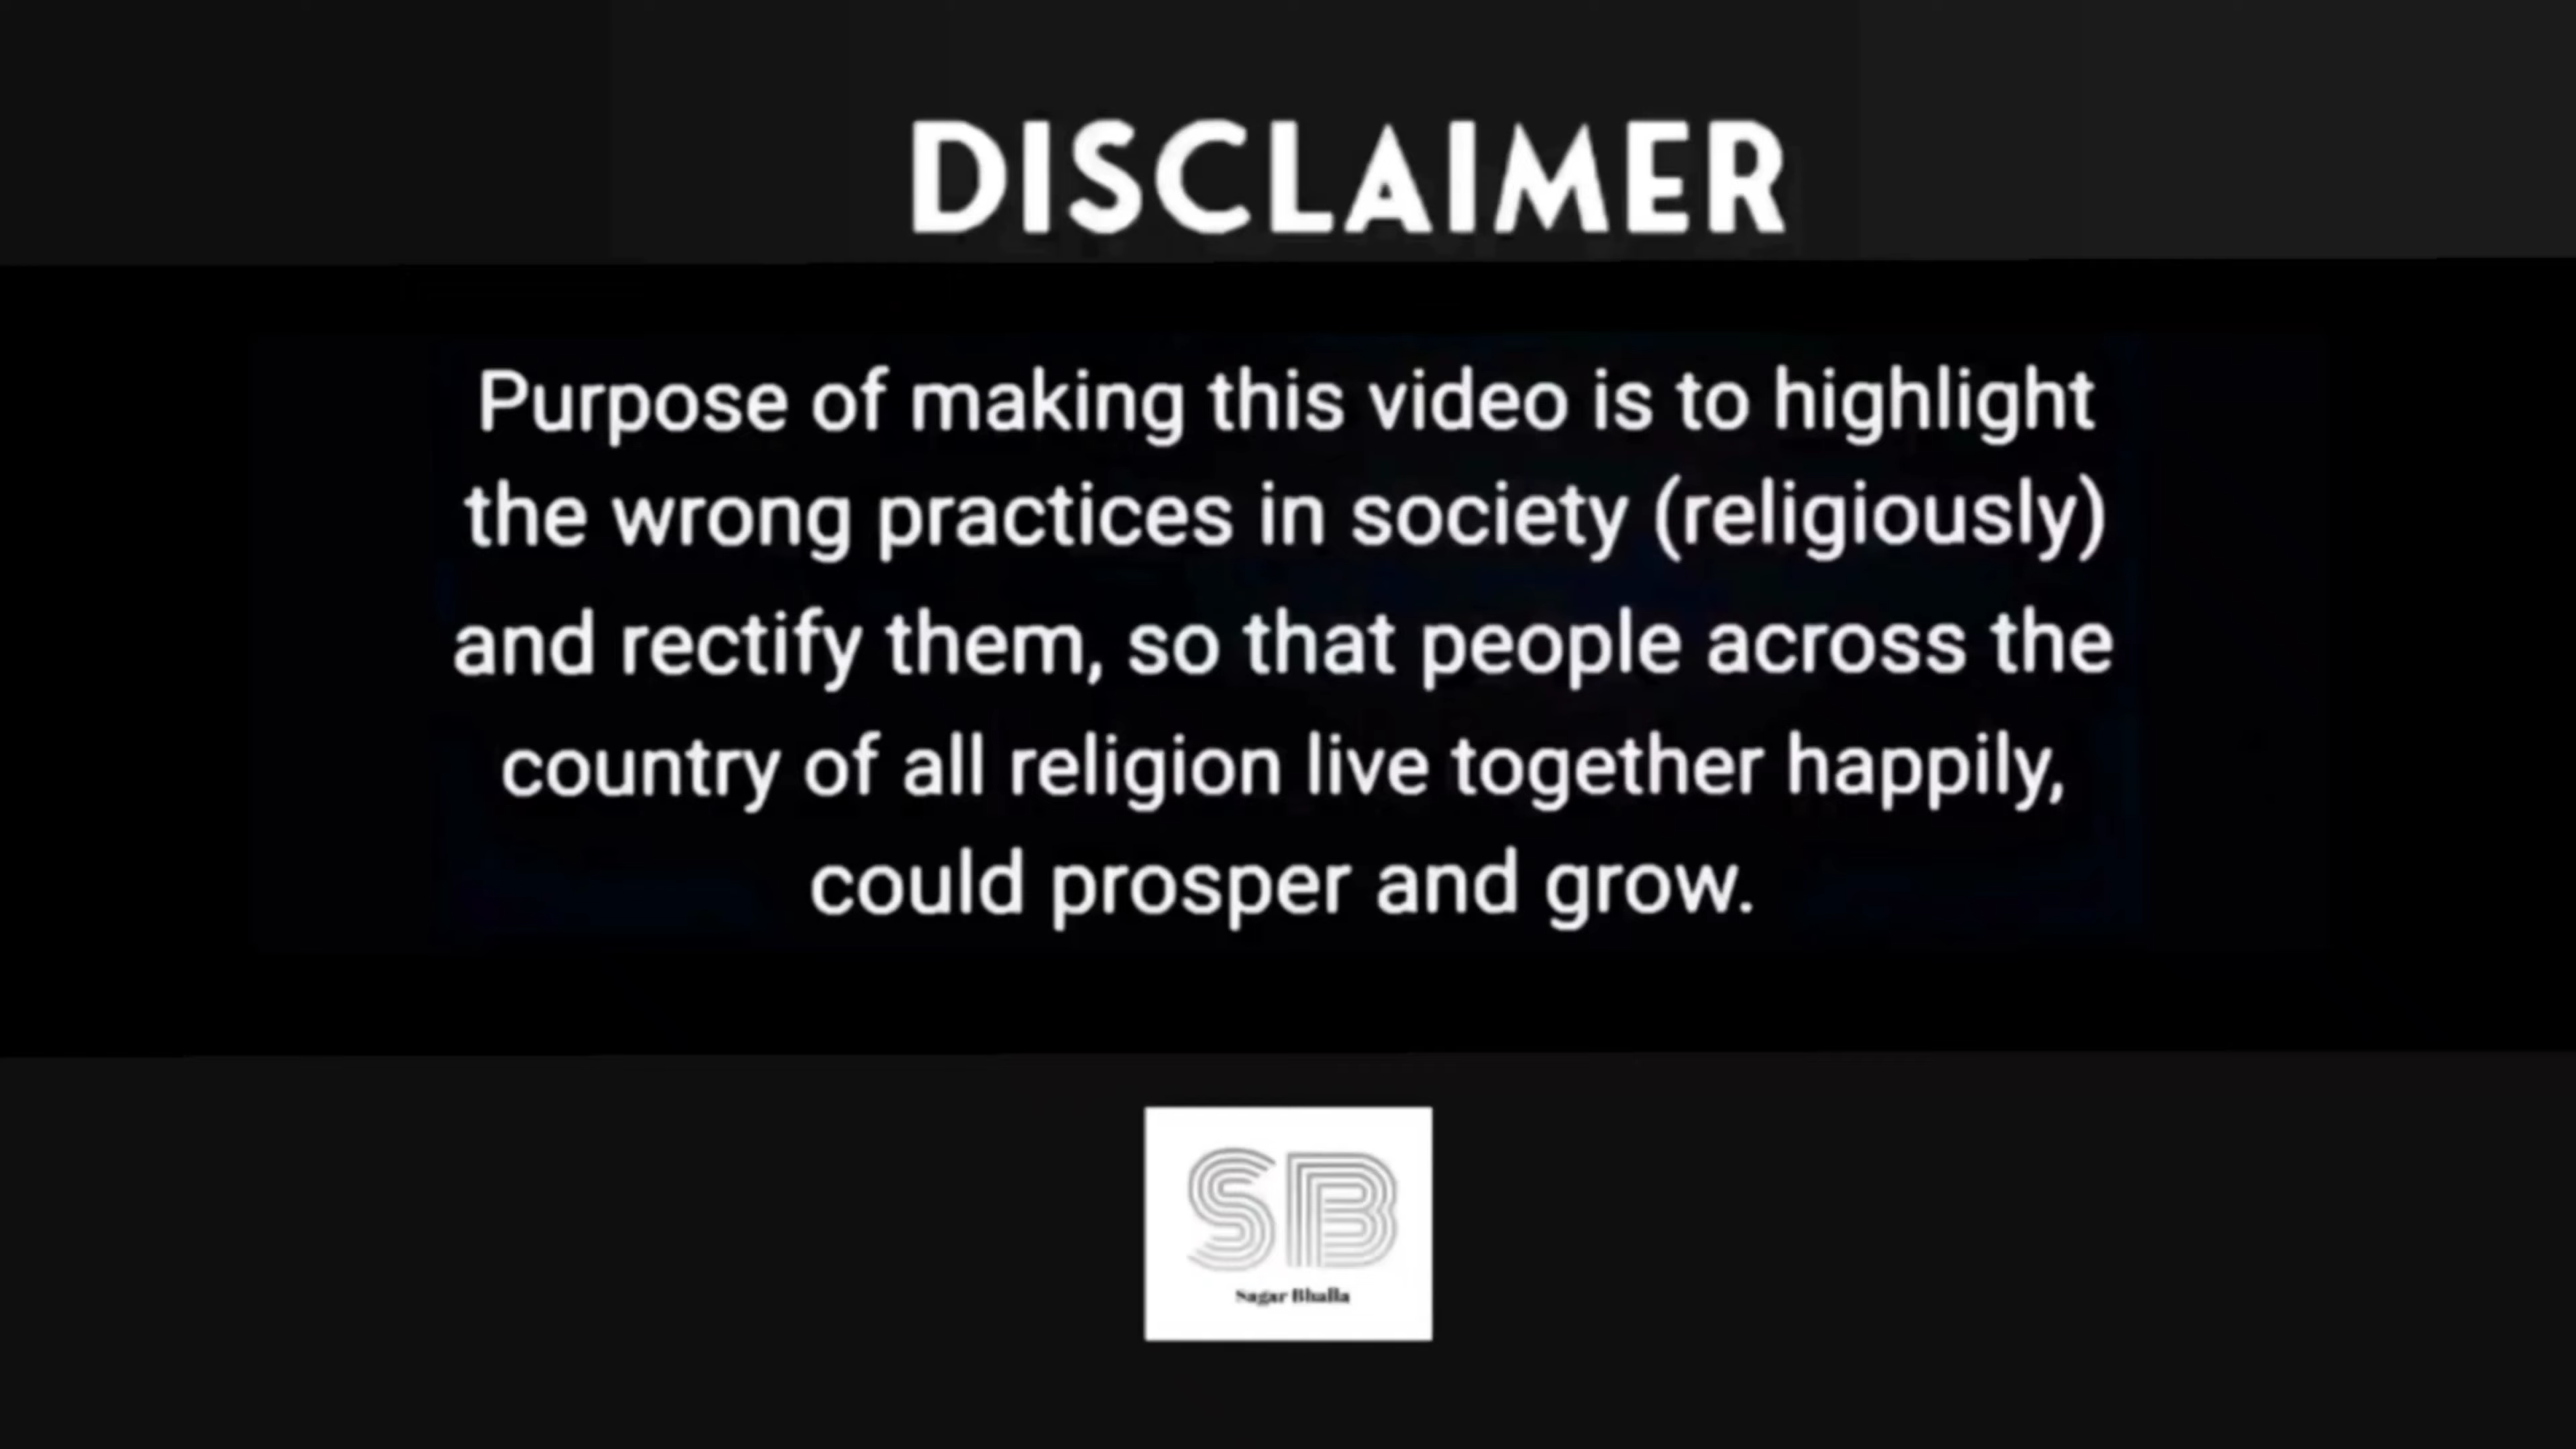 DISCLAIMER
Purpose of making this video is to highlight
the wrong practices in society (religiously)
and rectify them, so that people across the
country of all religion live together happily,
could prosper and grow.
SB
Sagar Bhalla